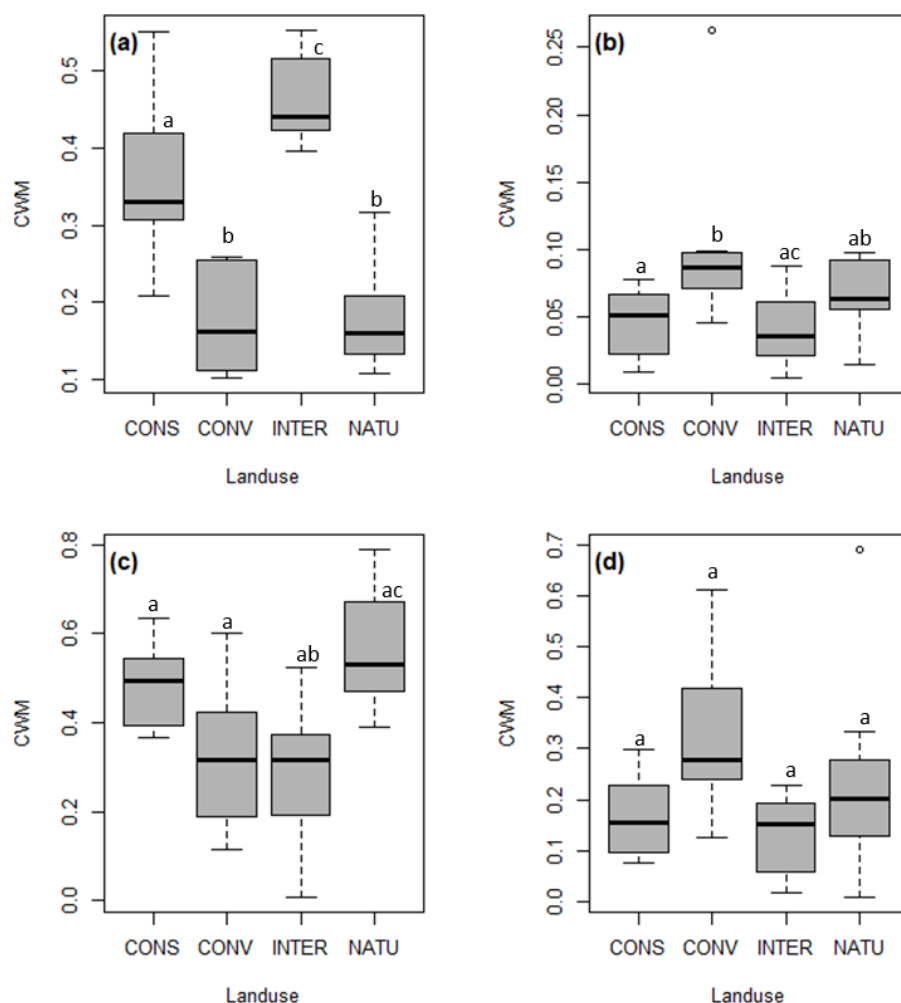 (a)
CWM
0.5
0.4
0.3
0.2
0.1
a
b
c
b
CONS CONV INTER NATU
Landuse
(b)
CWM
0.25
0.20
0.15
0.10
0.05
0.00
a
b
ac
ab
CONS CONV INTER NATU
Landuse
(c)
CWM
0.8
0.6
0.4
0.2
0.0
a
a
ab
ac
CONS CONV INTER NATU
Landuse
(d)
CWM
0.7
0.6
0.5
0.4
0.3
0.2
0.1
0.0
a
a
a
a
CONS CONV INTER NATU
Landuse